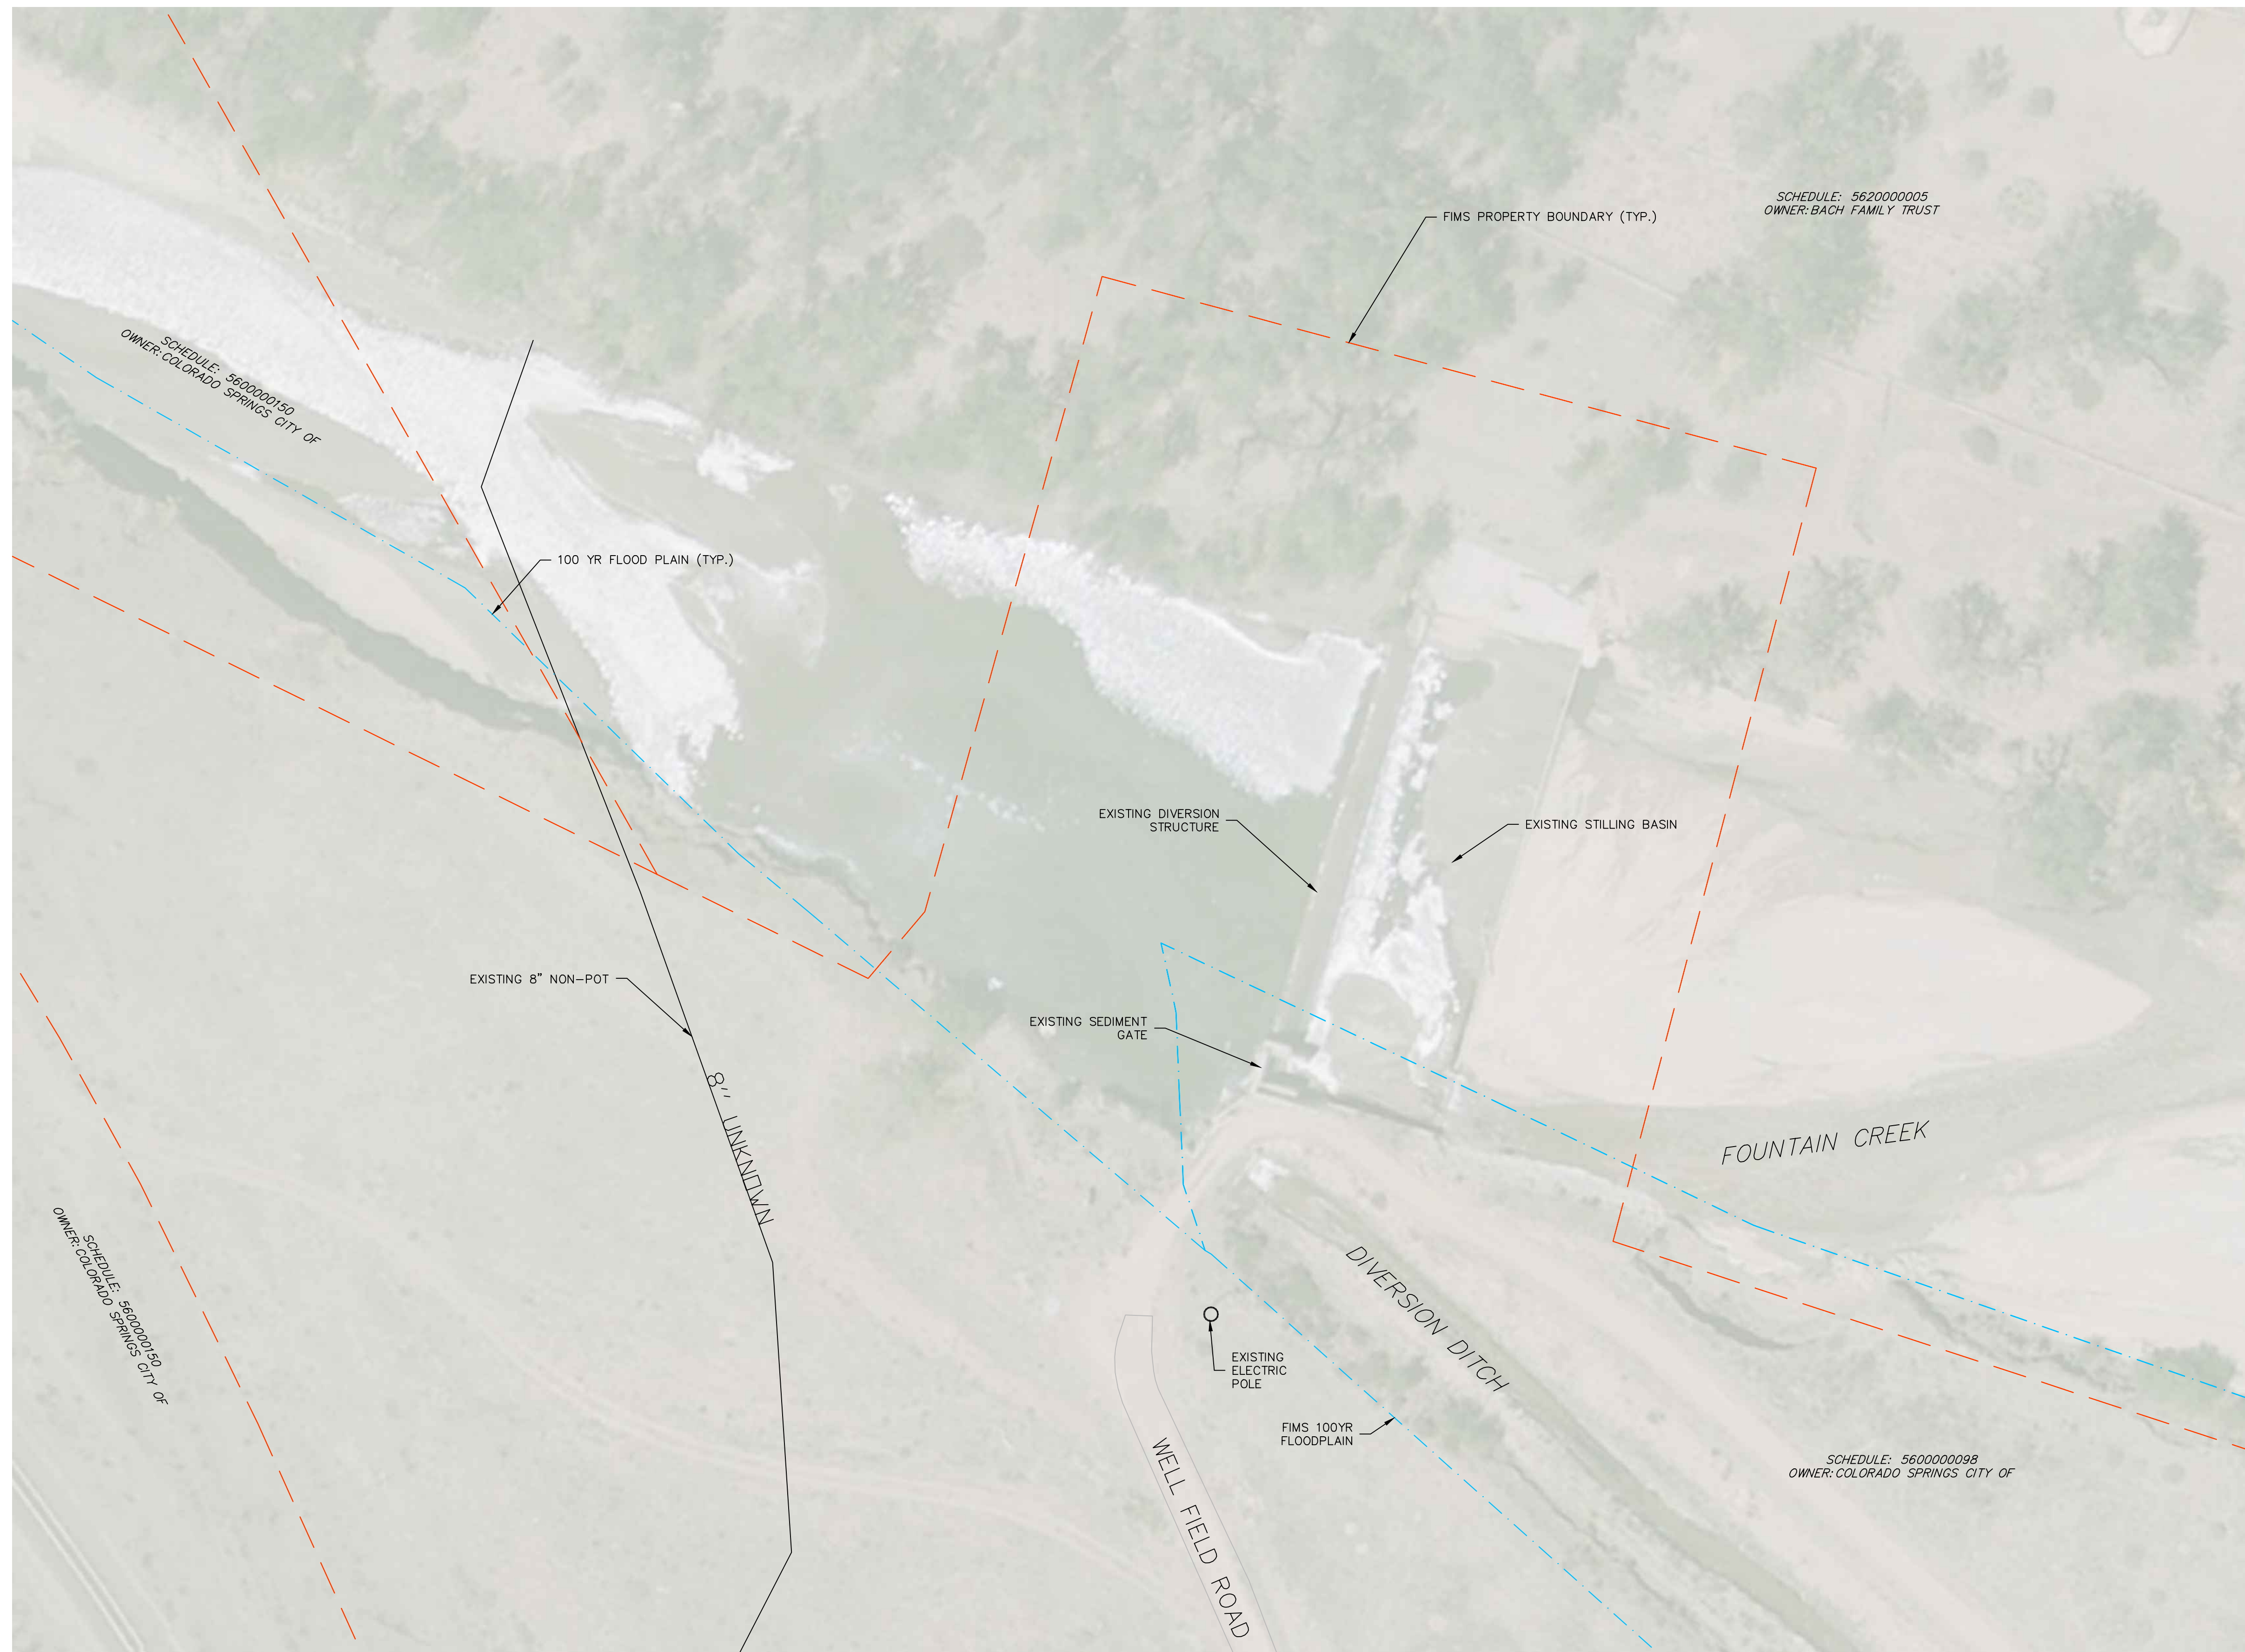 SCHEDULE: 5620000005
OWNER: BACH FAMILY TRUST
FIMS PROPERTY BOUNDARY (TYP.)
SCHEDULE: 5600000150
OWNER: COLORADO SPRINGS CITY OF
100 YR FLOOD PLAIN (TYP.)
EXISTING DIVERSION
STRUCTURE
EXISTING STILLING BASIN
EXISTING 8" NON-POT
EXISTING SEDIMENT
GATE
8'' UNKNOWN
FOUNTAIN CREEK
SCHEDULE: 5600000150
OWNER: COLORADO SPRINGS CITY OF
DIVERSION DITCH
EXISTING
ELECTRIC
POLE
FIMS 100YR
FLOODPLAIN
WELL FIELD ROAD
SCHEDULE: 5600000098
OWNER: COLORADO SPRINGS CITY OF